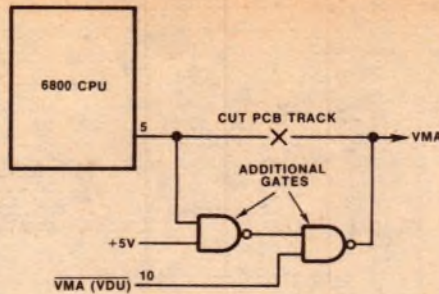 6800 CPU
5
CUT PCB TRACK
VMA
ADDITIONAL
GATES
+5V
VMA (VDU)
10